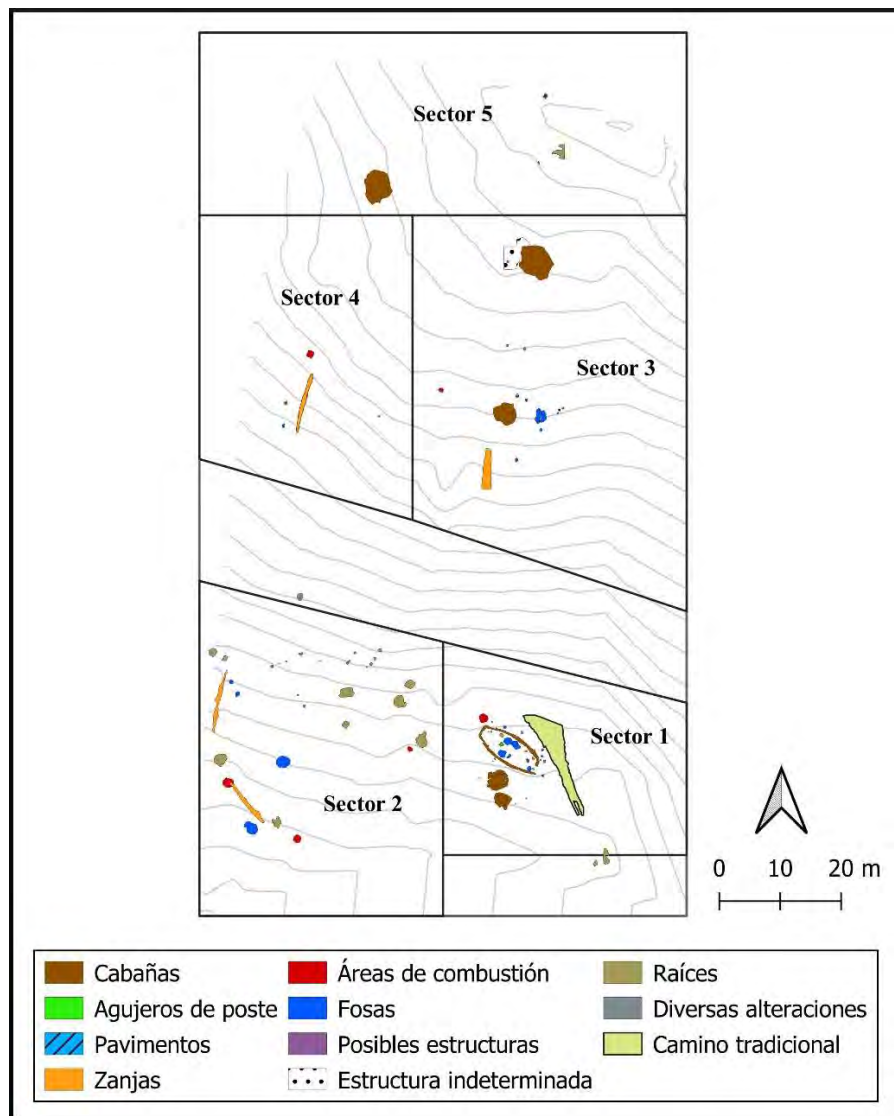 Sector 5
Sector 4
Sector 3
Sector 1
Sector 2
0 10 20 m
Cabañas
Áreas de combustión
Raíces
Agujeros de poste
Fosas
Diversas alteraciones
Pavimentos
Posibles estructuras
Camino tradicional
Zanjas
Estructura indeterminada